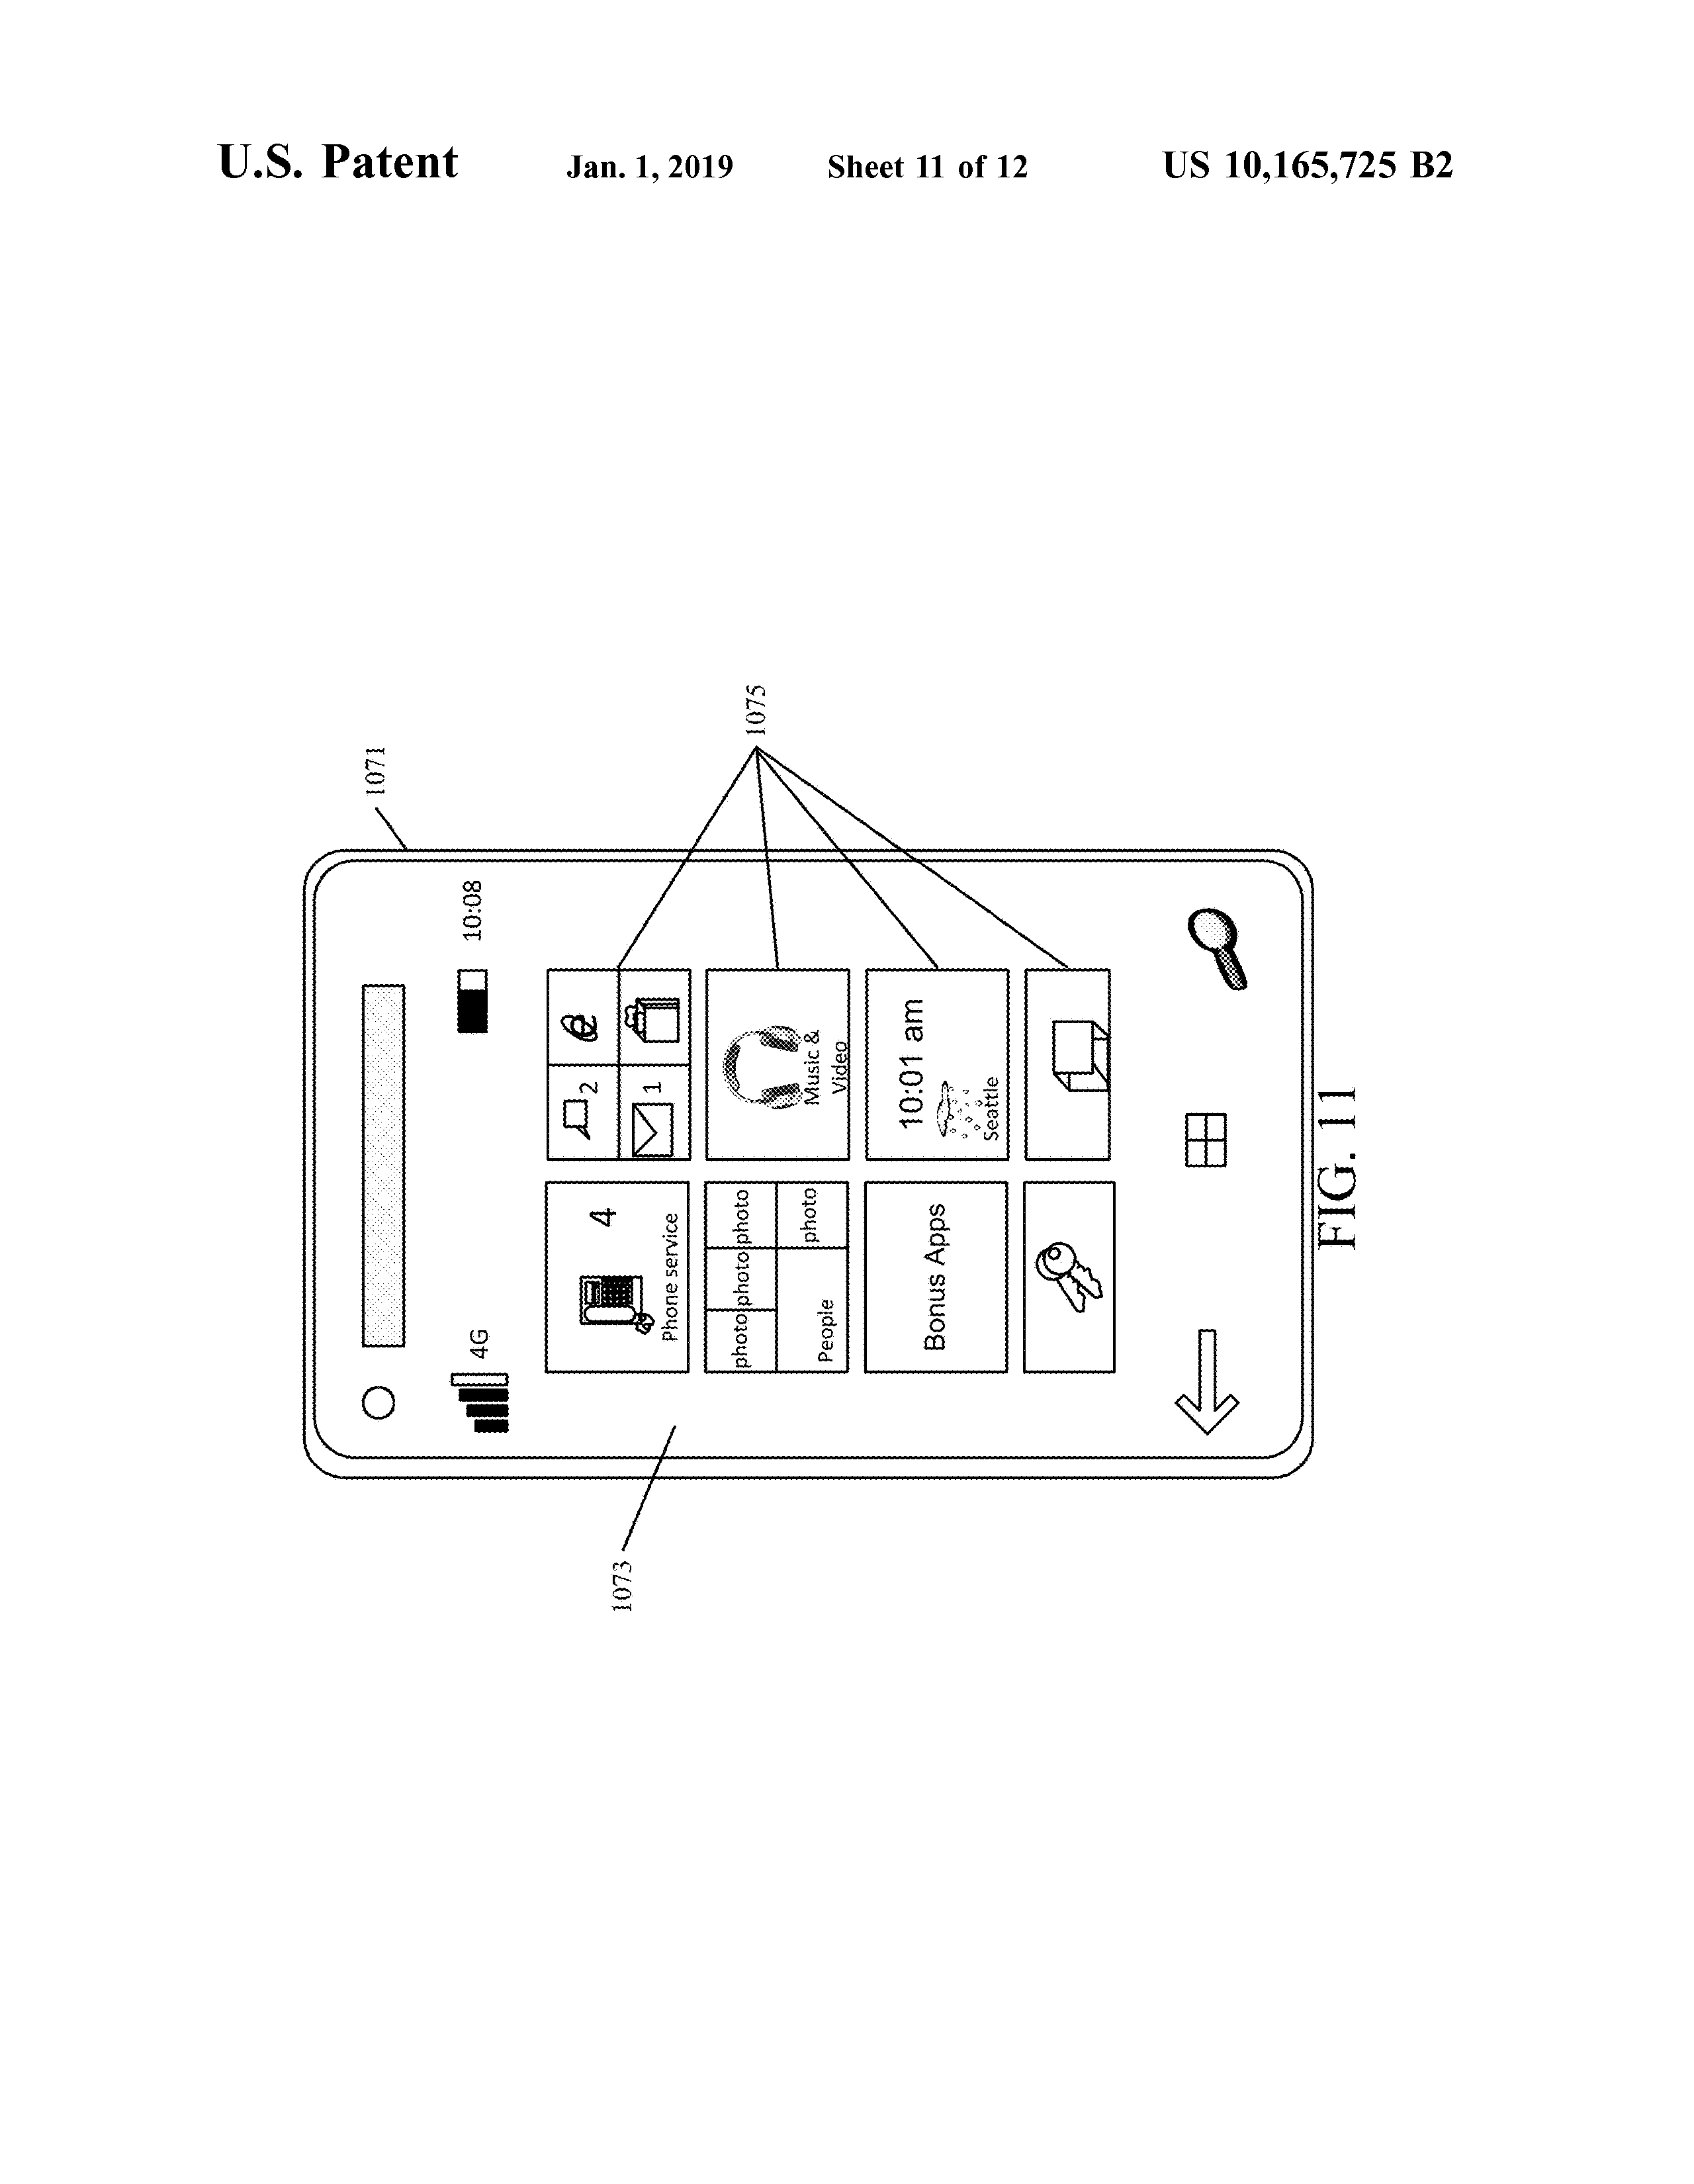 U.S. Patent Jan. 1, 2019 Sheet 11 of 12 US 10,165,725 B2
1071
1075
1073
4G
10:08
4
Phone service
2
1
photo photo photo
People photo
Music &
Video
Bonus Apps
10:01 am
Seattle
FIG. 11